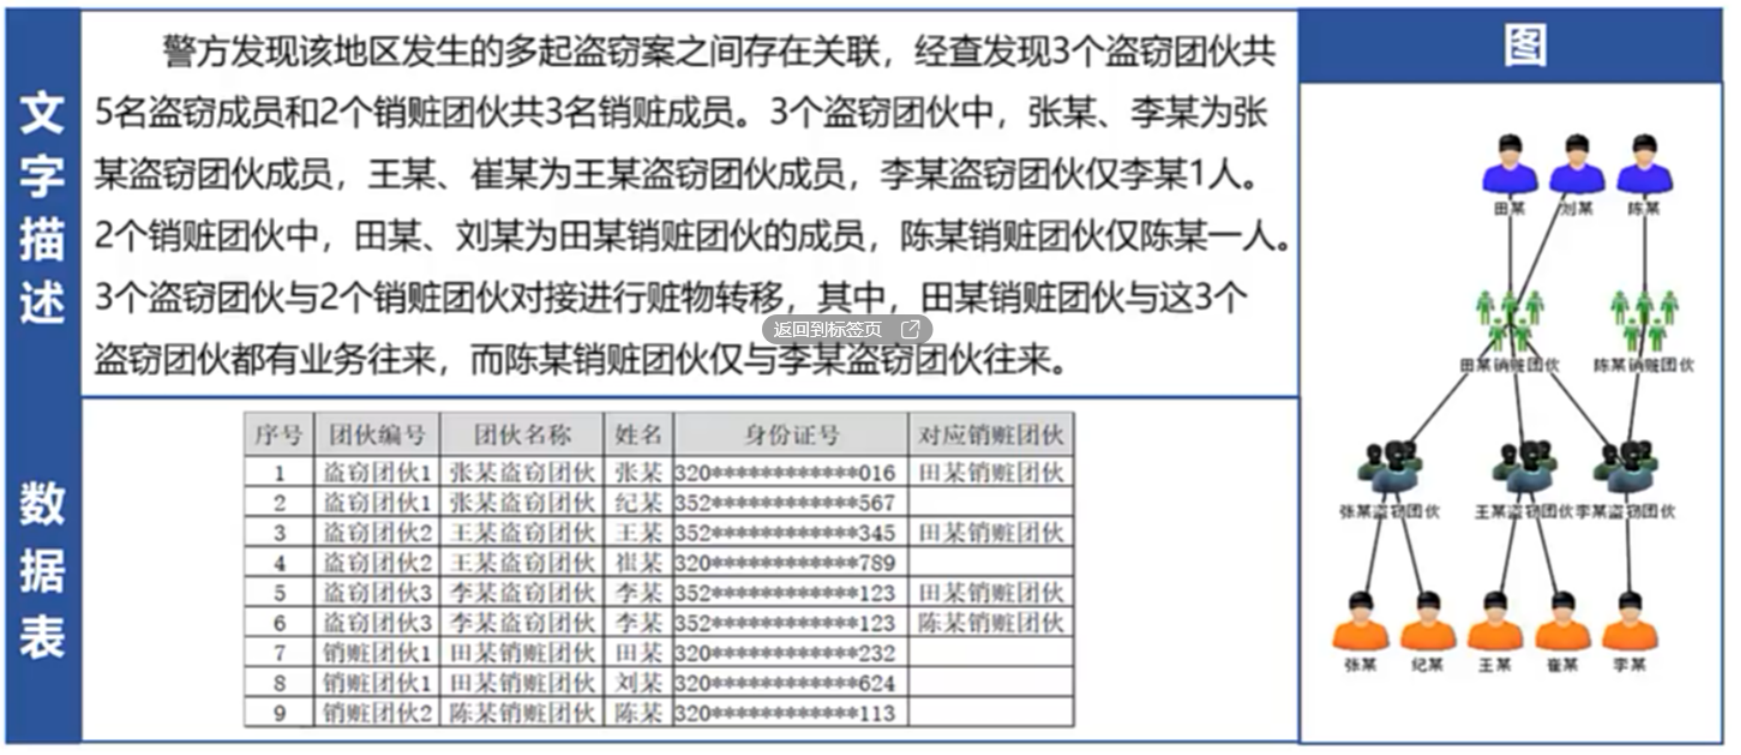 文字描述
警方发现该地区发生的多起盗窃案之间存在关联，经查发现3个盗窃团伙共
5名盗窃成员和2个销赃团伙共3名销赃成员。3个盗窃团伙中，张某、李某为张
某盗窃团伙成员，王某、崔某为王某盗窃团伙成员，李某盗窃团伙仅李某1人。
2个销赃团伙中，田某、刘某为田某销赃团伙的成员，陈某销赃团伙仅陈某一人。
3个盗窃团伙与2个销赃团伙对接进行赃物转移，其中，田某销赃团伙与这3个
返回到标签页
盗窃团伙都有业务往来，而陈某销赃团伙仅与李某盗窃团伙往来。
数据表
序号 团伙编号 团伙名称 姓名 身份证号 对应销赃团伙
1 盗窃团伙1 张某盗窃团伙 张某 320************016 田某销赃团伙
2 盗窃团伙1 张某盗窃团伙 纪某 352************567
3 盗窃团伙2 王某盗窃团伙 王某 352************345 田某销赃团伙
4 盗窃团伙2 王某盗窃团伙 崔某 320************789
5 盗窃团伙3 李某盗窃团伙 李某 352************123 田某销赃团伙
6 盗窃团伙3 李某盗窃团伙 李某 352************123 陈某销赃团伙
7 销赃团伙1 田某销赃团伙 田某 320************232
8 销赃团伙1 田某销赃团伙 刘某 320************624
9 销赃团伙2 陈某销赃团伙 陈某 320************113
图
田某 刘某 陈某
田某销赃团伙 陈某销赃团伙
张某盗窃团伙 王某盗窃团伙 李某盗窃团伙
张某 纪某 王某 崔某 李某